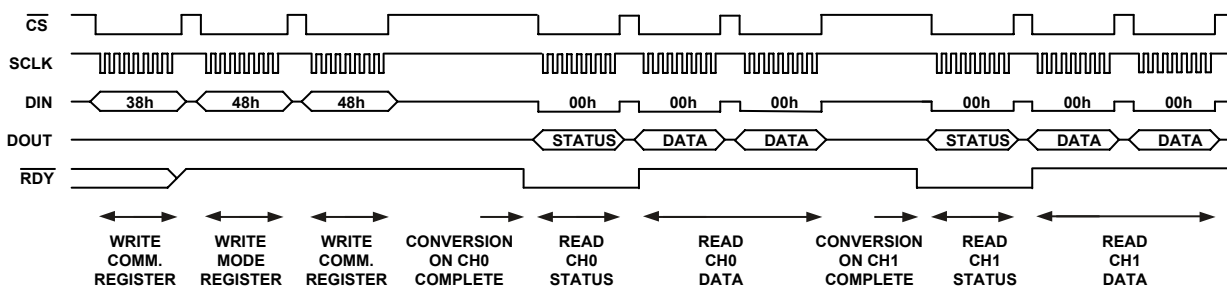 CS
SCLK
DIN 38h 48h 48h 00h 00h 00h 00h 00h 00h
DOUT STATUS DATA DATA STATUS DATA DATA
RDY
WRITE COMM. REGISTER
WRITE MODE REGISTER
WRITE COMM. REGISTER
CONVERSION ON CH0 COMPLETE
READ CH0 STATUS
READ CH0 DATA
CONVERSION ON CH1 COMPLETE
READ CH1 STATUS
READ CH1 DATA